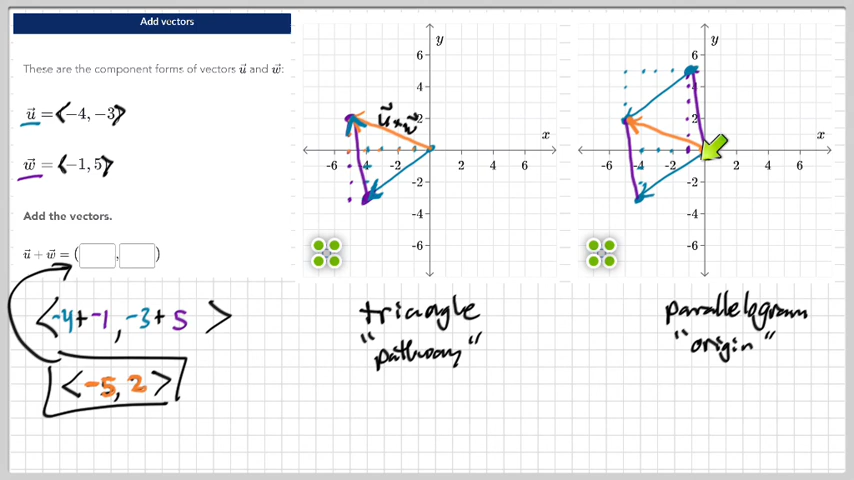 Add vectors
These are the component forms of vectors u⃗ and w⃗:
u⃗ = <−4, −3>
w⃗ = <−1, 5>
Add the vectors.
u⃗ + w⃗ = ( , )
<-4+-1, -3+5>
<-5, 2>
y
6
4
2
x
-6 -4 -2 2 4 6
-2
-4
-6
u⃗+w⃗
triangle
"pathway"
y
6
4
2
x
-6 -4 -2 2 4 6
-2
-4
-6
parallelogram
"origin"